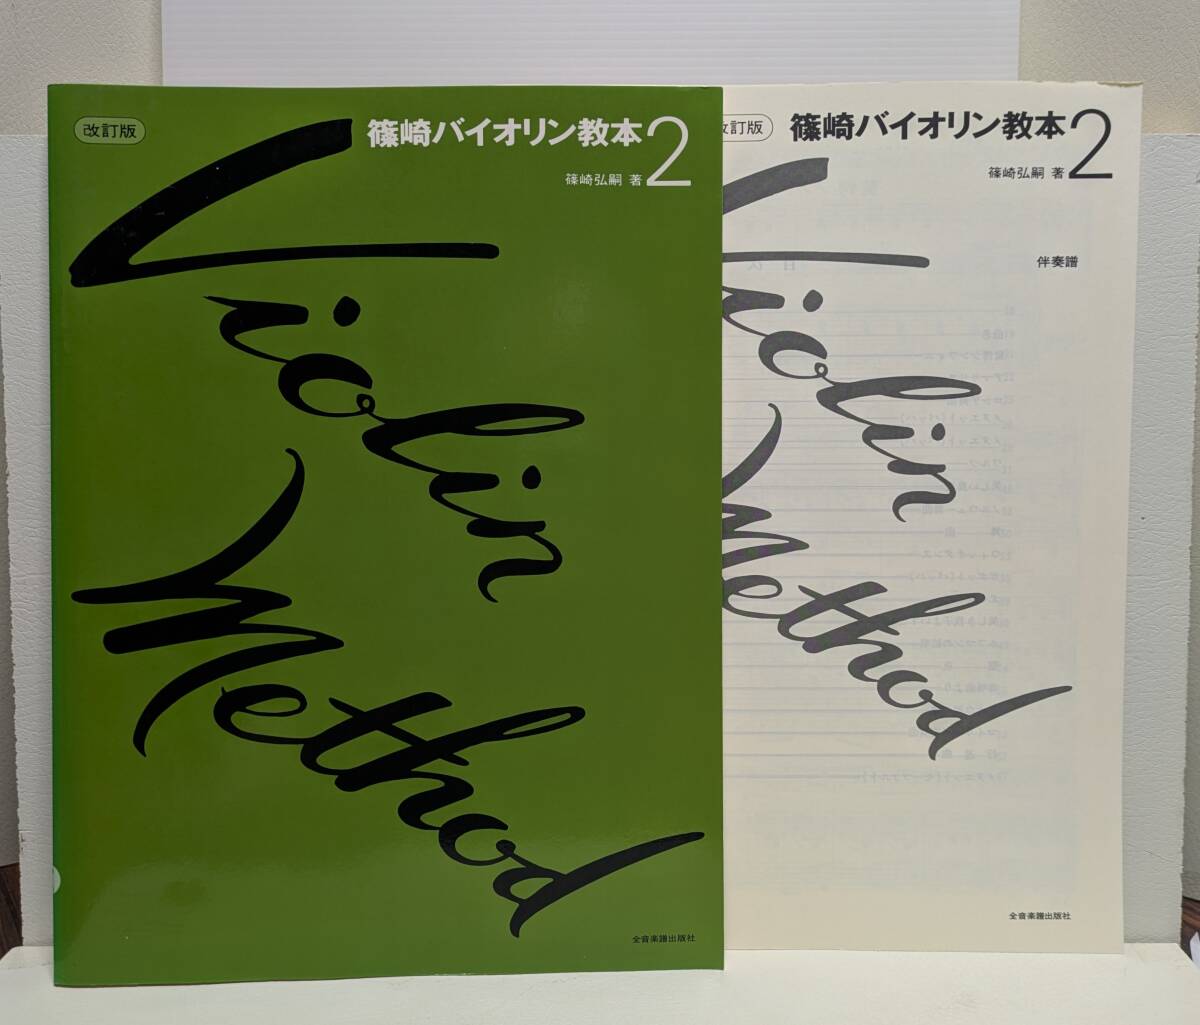 改訂版
篠崎バイオリン教本2
篠崎弘嗣 著
Violin
Method
全音楽譜出版社
改訂版
篠崎バイオリン教本2
篠崎弘嗣 著
伴奏譜
Violin
Method
全音楽譜出版社